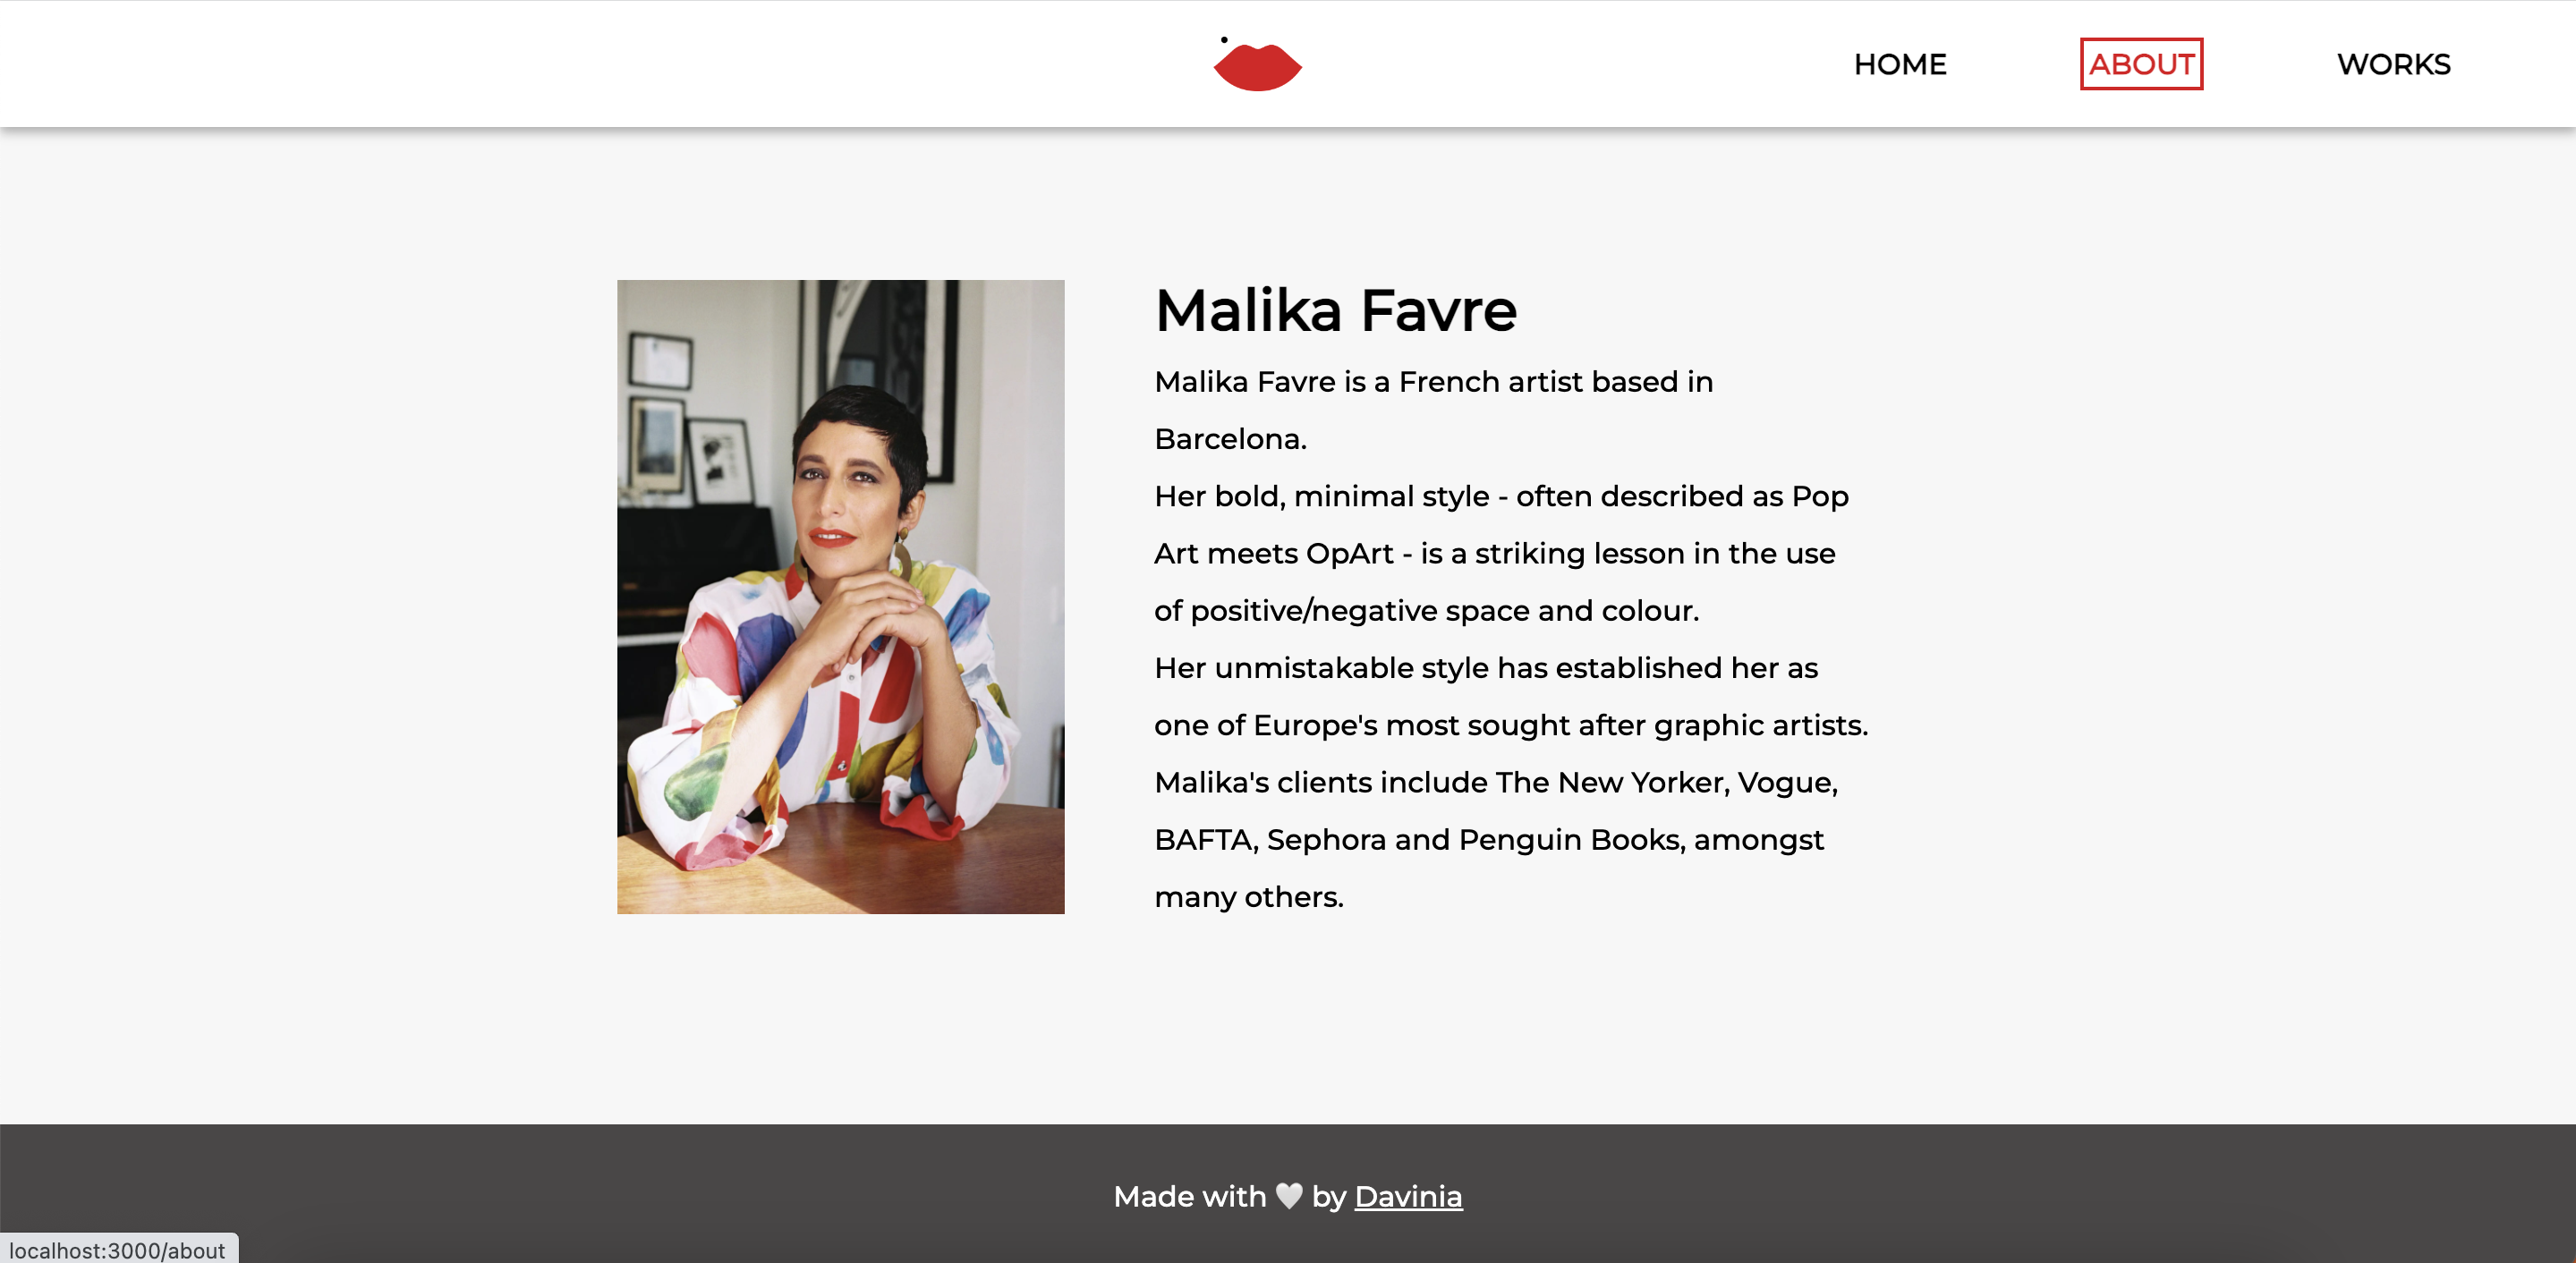 HOME ABOUT WORKS
Malika Favre
Malika Favre is a French artist based in
Barcelona.
Her bold, minimal style - often described as Pop
Art meets OpArt - is a striking lesson in the use
of positive/negative space and colour.
Her unmistakable style has established her as
one of Europe's most sought after graphic artists.
Malika's clients include The New Yorker, Vogue,
BAFTA, Sephora and Penguin Books, amongst
many others.
Made with 🤍 by Davinia
localhost:3000/about